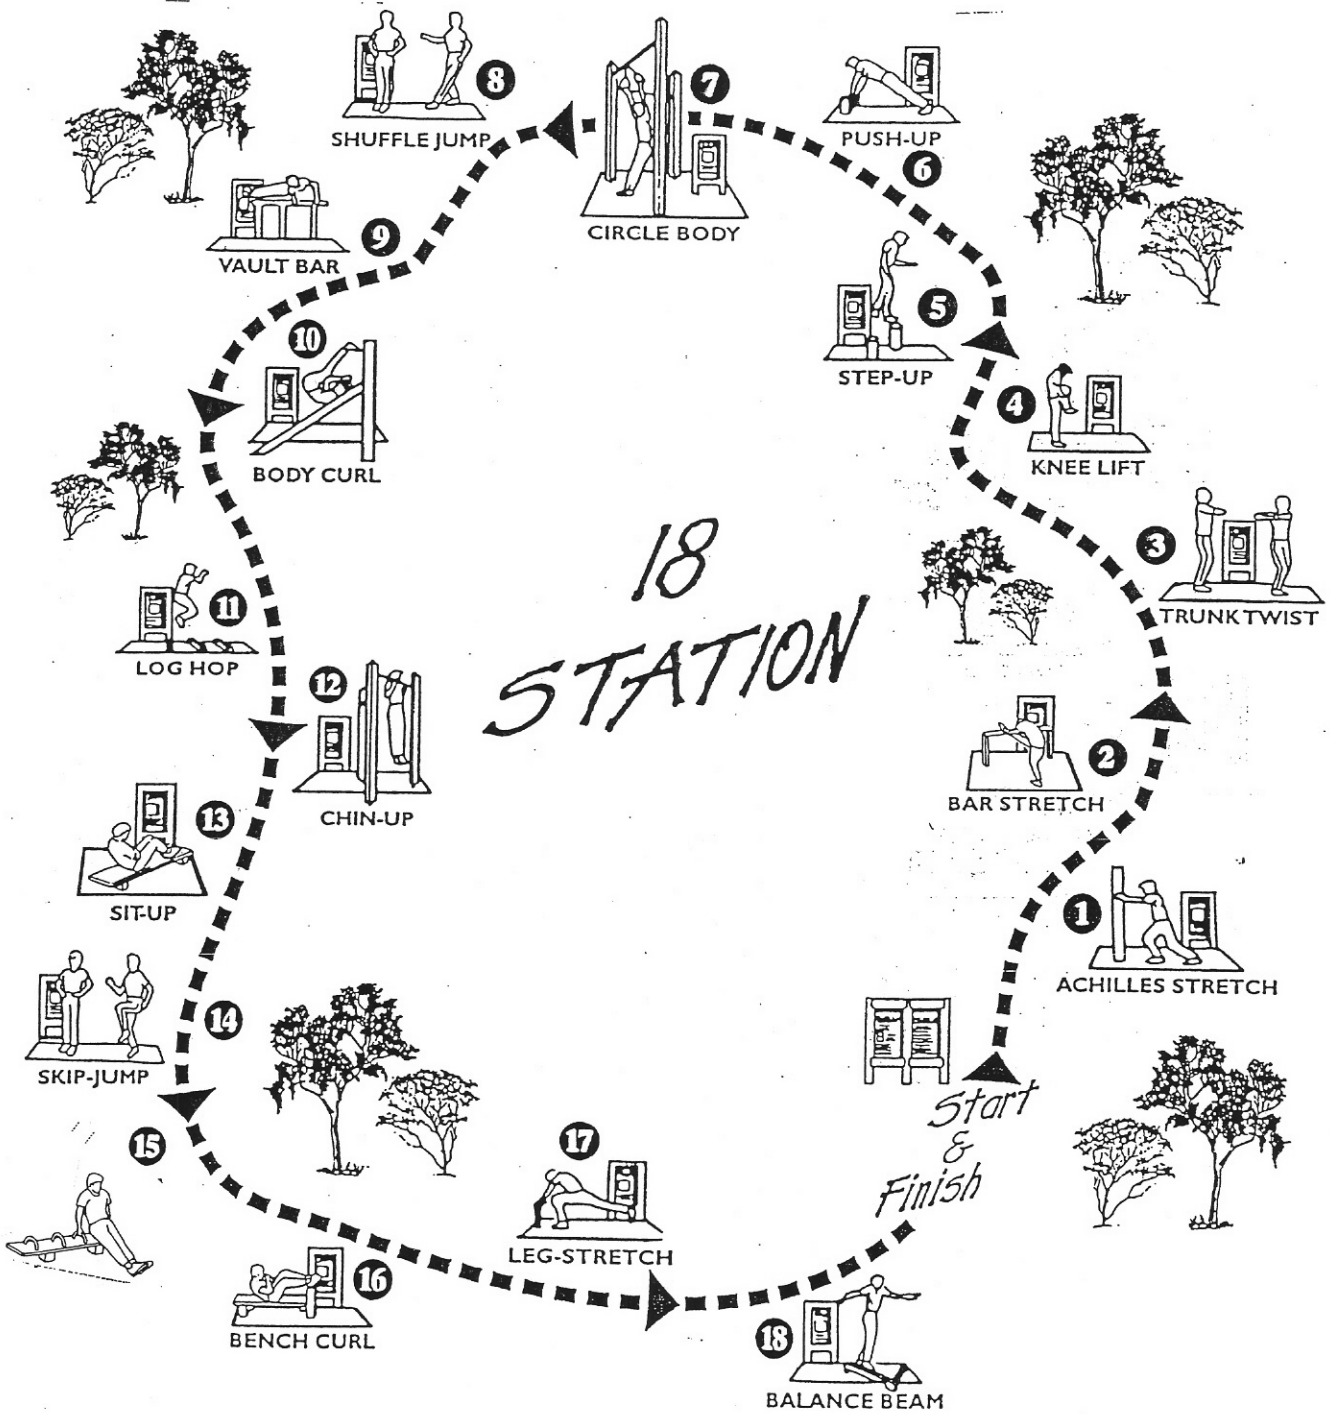 8
SHUFFLE JUMP
7
CIRCLE BODY
PUSH-UP
6
9
VAULT BAR
5
STEP-UP
10
BODY CURL
4
KNEE LIFT
3
TRUNK TWIST
18
STATION
11
LOG HOP
12
CHIN-UP
2
BAR STRETCH
13
SIT-UP
1
ACHILLES STRETCH
14
SKIP-JUMP
Start
&
Finish
15
17
LEG-STRETCH
16
BENCH CURL
18
BALANCE BEAM